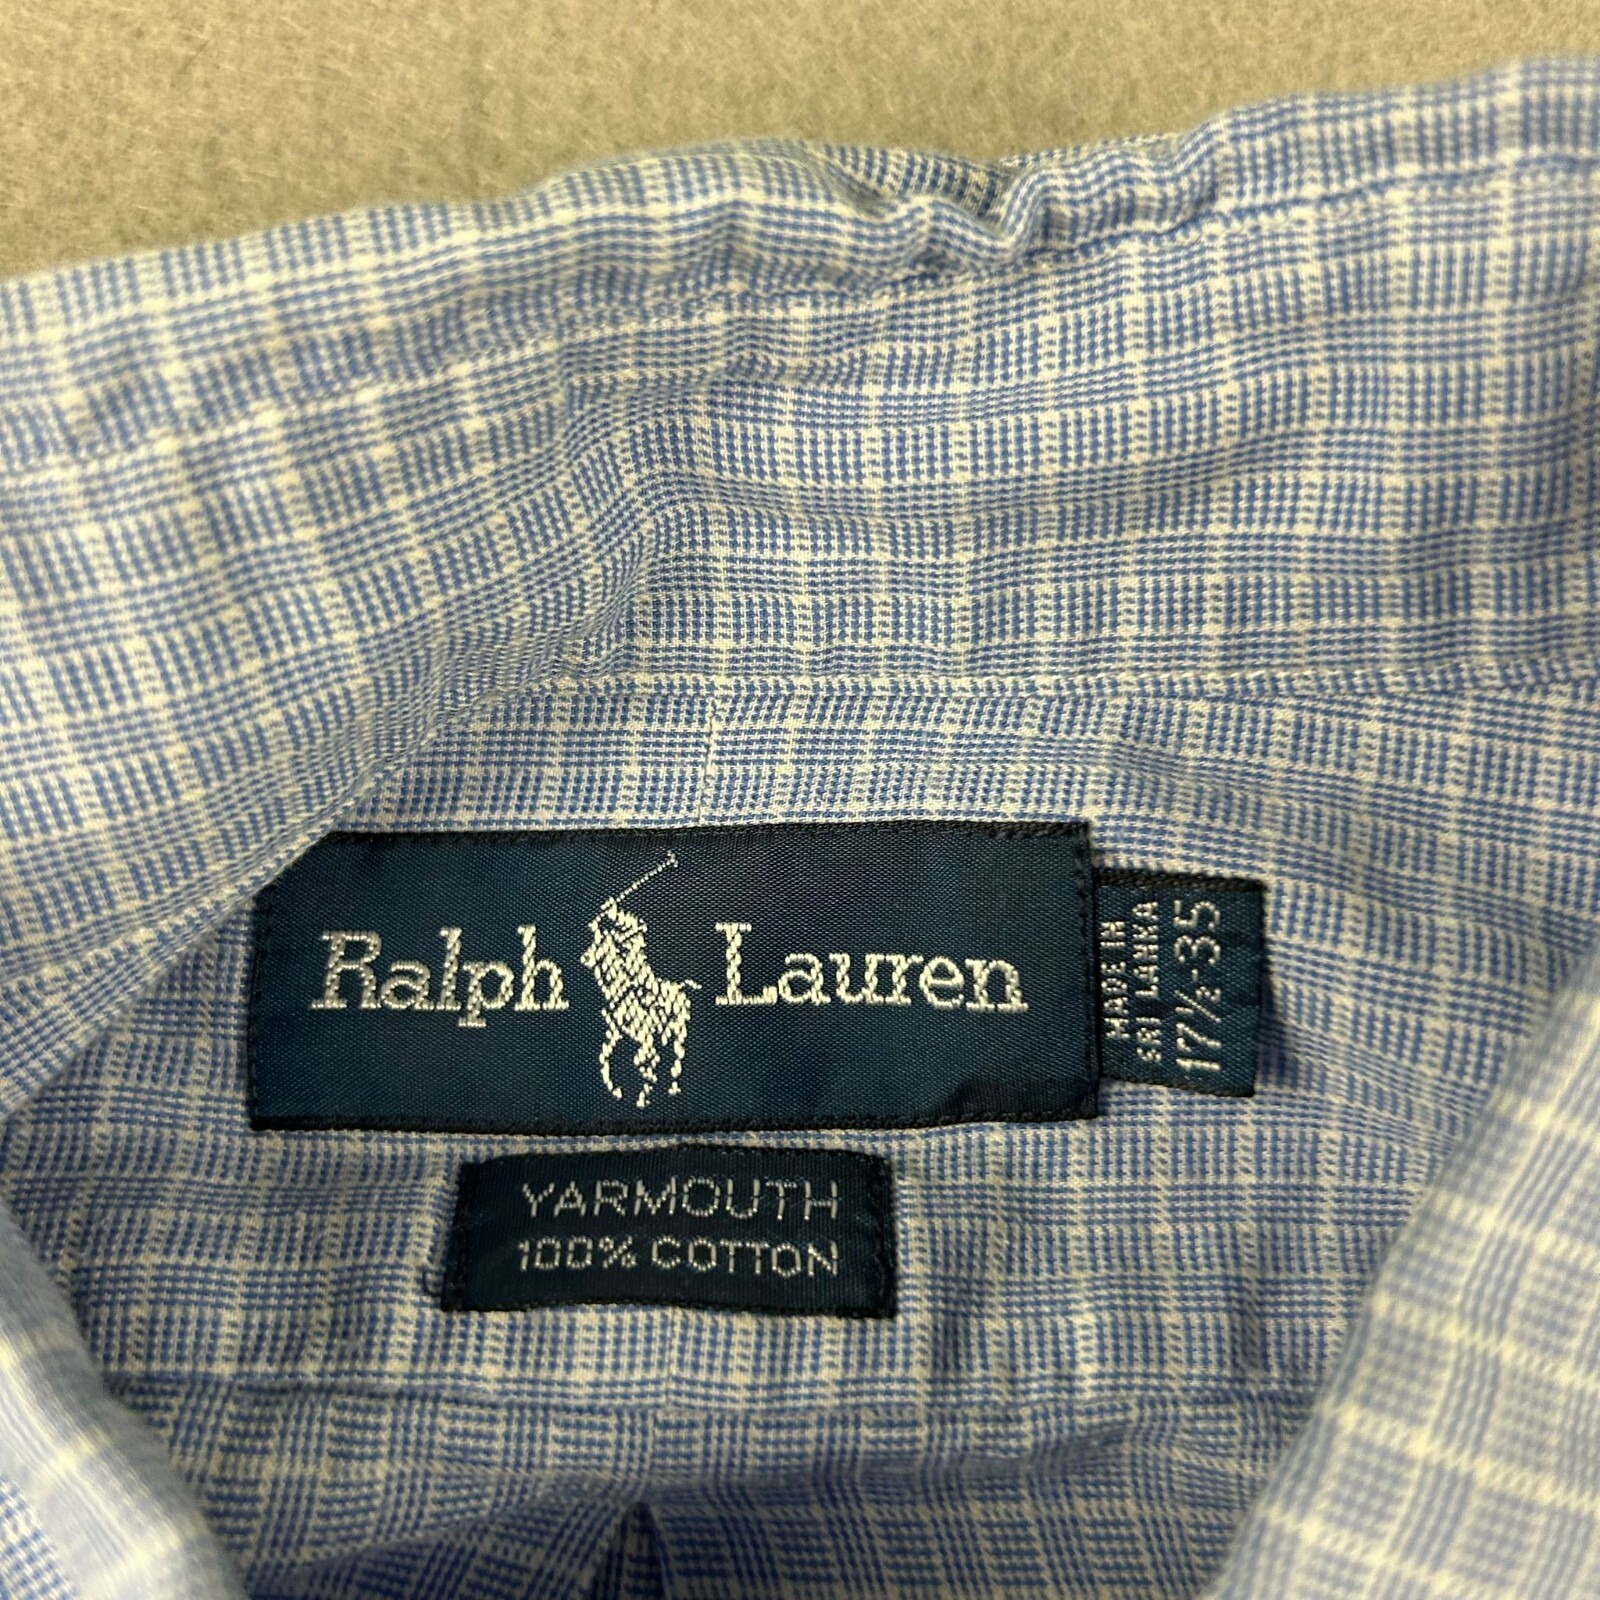 Ralph Lauren
MADE IN
SRI LANKA
17½-35
YARMOUTH
100% COTTON